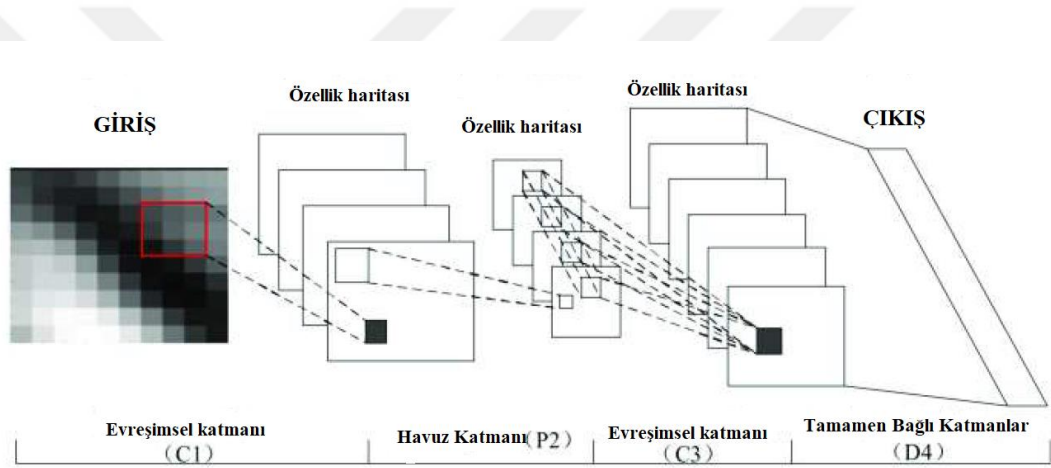 GİRİŞ
Özellik haritası
Özellik haritası
Özellik haritası
ÇIKIŞ
Evreşimsel katmanı
(C1)
Havuz Katmanı(P2)
Evreşimsel katmanı
(C3)
Tamamen Bağlı Katmanlar
(D4)